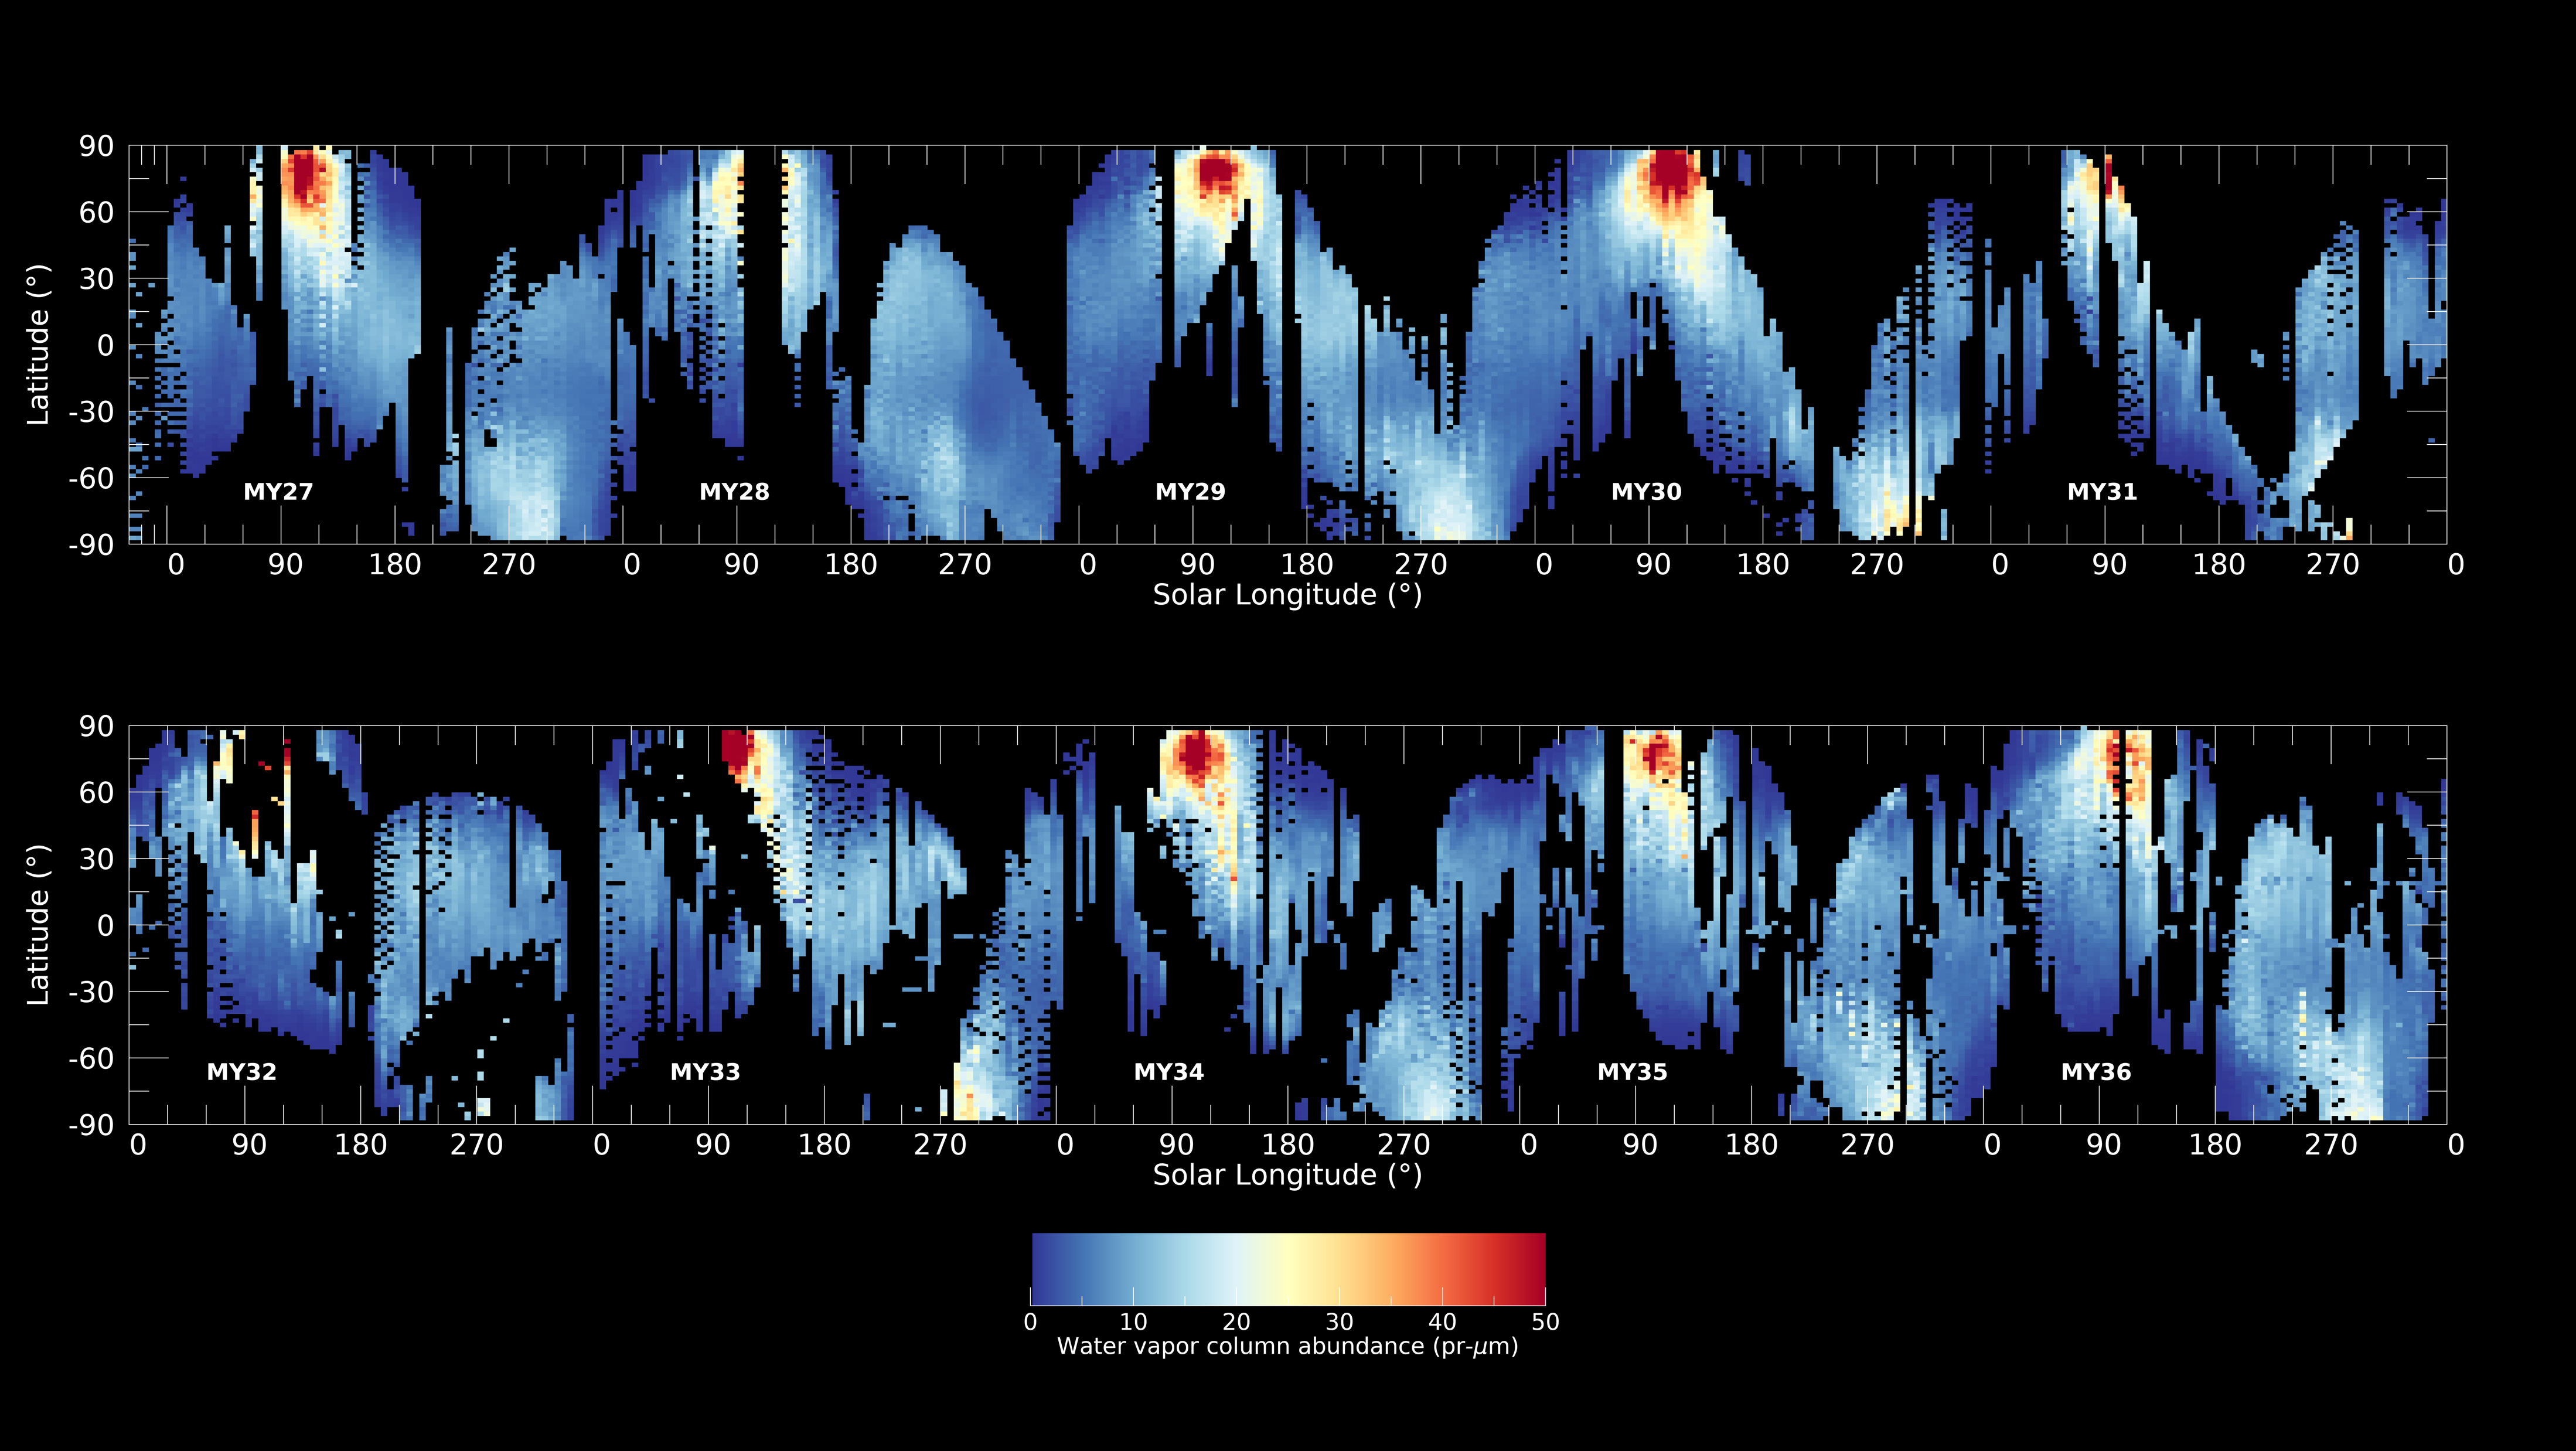 90
60
30
0
-30
-60
-90
Latitude (°)
MY27 MY28 MY29 MY30 MY31
0 90 180 270 0 90 180 270 0 90 180 270 0 90 180 270 0 90 180 270 0
Solar Longitude (°)
90
60
30
0
-30
-60
-90
Latitude (°)
MY32 MY33 MY34 MY35 MY36
0 90 180 270 0 90 180 270 0 90 180 270 0 90 180 270 0 90 180 270 0
Solar Longitude (°)
0 10 20 30 40 50
Water vapor column abundance (pr-μm)